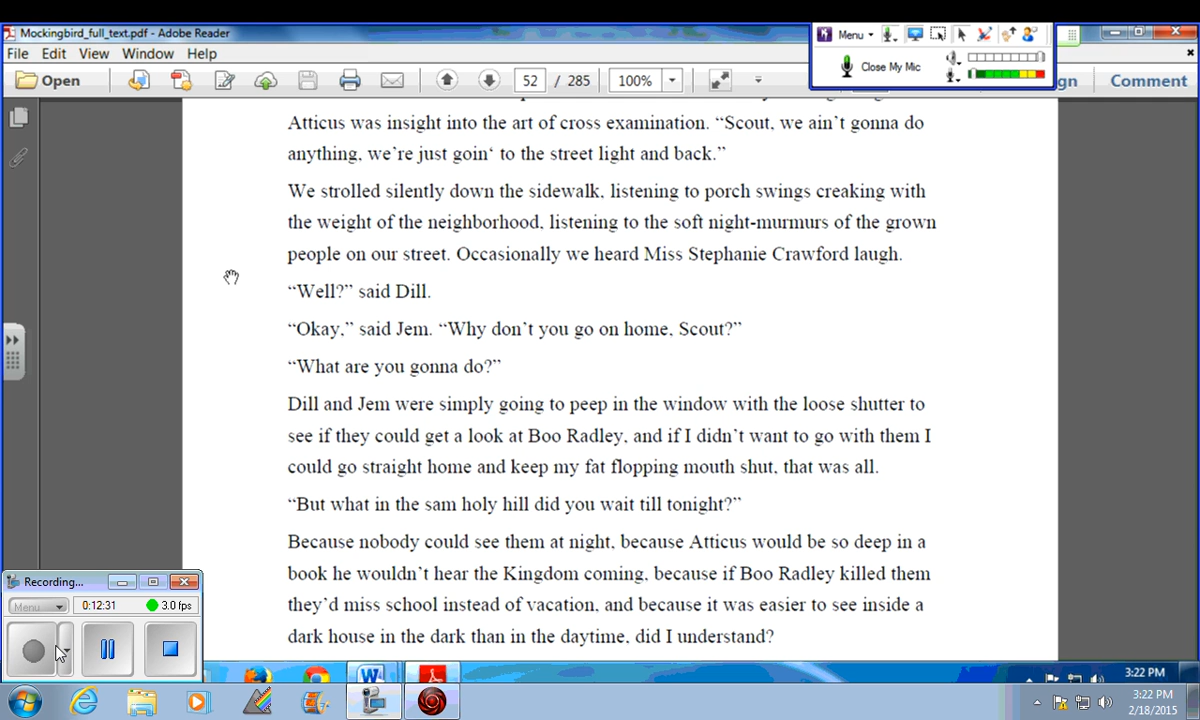 Mockingbird_full_text.pdf - Adobe Reader
Menu
File Edit View Window Help
Close My Mic
Open
52 / 285
100%
gn
Comment
Atticus was insight into the art of cross examination. “Scout, we ain’t gonna do
anything, we’re just goin‘ to the street light and back.”
We strolled silently down the sidewalk, listening to porch swings creaking with
the weight of the neighborhood, listening to the soft night-murmurs of the grown
people on our street. Occasionally we heard Miss Stephanie Crawford laugh.
“Well?” said Dill.
“Okay,” said Jem. “Why don’t you go on home, Scout?”
“What are you gonna do?”
Dill and Jem were simply going to peep in the window with the loose shutter to
see if they could get a look at Boo Radley, and if I didn’t want to go with them I
could go straight home and keep my fat flopping mouth shut, that was all.
“But what in the sam holy hill did you wait till tonight?”
Because nobody could see them at night, because Atticus would be so deep in a
book he wouldn’t hear the Kingdom coming, because if Boo Radley killed them
they’d miss school instead of vacation, and because it was easier to see inside a
dark house in the dark than in the daytime, did I understand?
Recording...
Menu
0:12:31
3.0 fps
3:22 PM
3:22 PM
2/18/2015